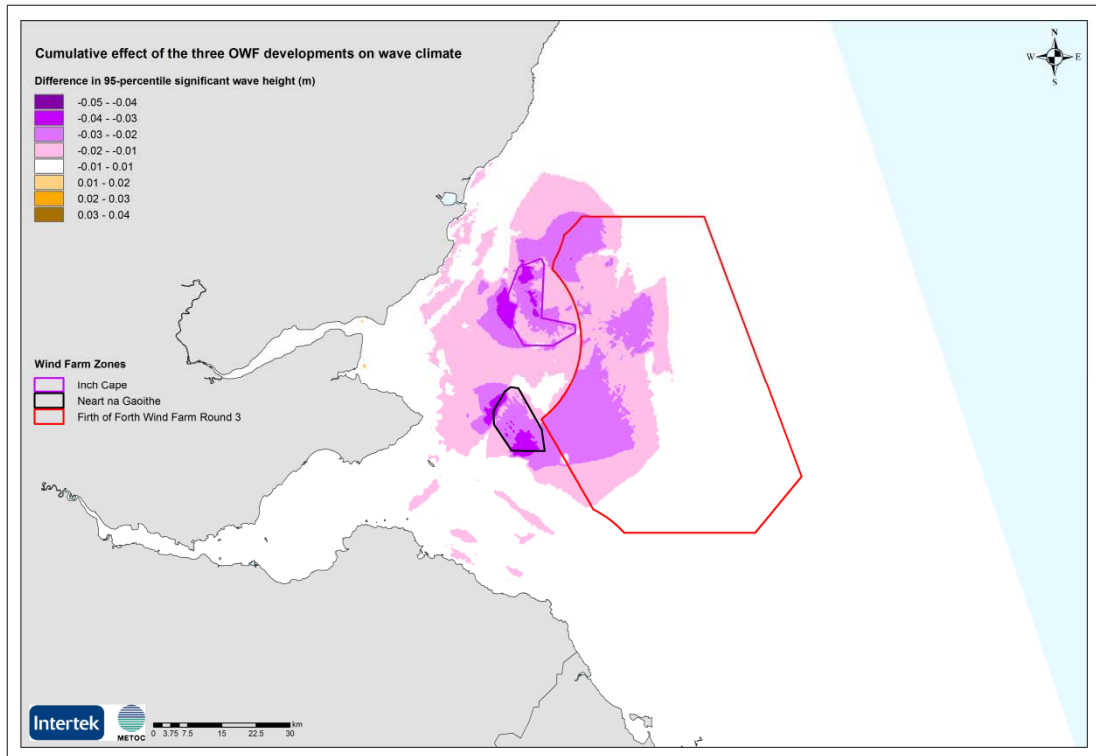 Cumulative effect of the three OWF developments on wave climate
Difference in 95-percentile significant wave height (m)
-0.05 - -0.04
-0.04 - -0.03
-0.03 - -0.02
-0.02 - -0.01
-0.01 - 0.01
0.01 - 0.02
0.02 - 0.03
0.03 - 0.04
N
W E
S
Wind Farm Zones
Inch Cape
Neart na Gaoithe
Firth of Forth Wind Farm Round 3
Intertek
METOC
km
0 3.75 7.5 15 22.5 30